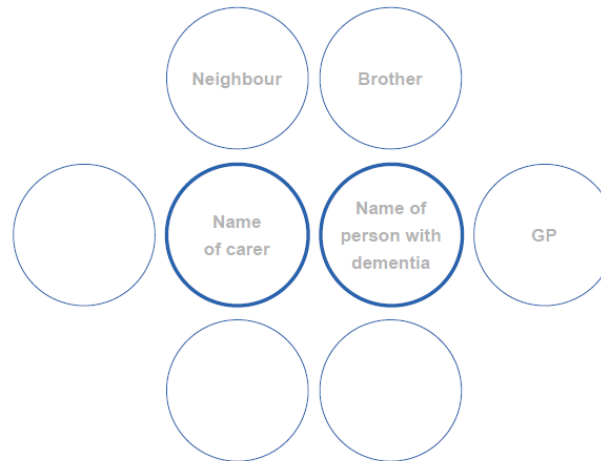 Neighbour
Brother
Name
of carer
Name of
person with
dementia
GP